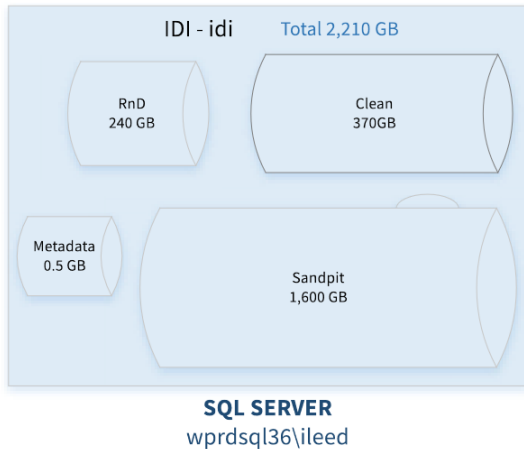 IDI - idi Total 2,210 GB
RnD
240 GB
Clean
370GB
Metadata
0.5 GB
Sandpit
1,600 GB
SQL SERVER
wprdsql36\ileed